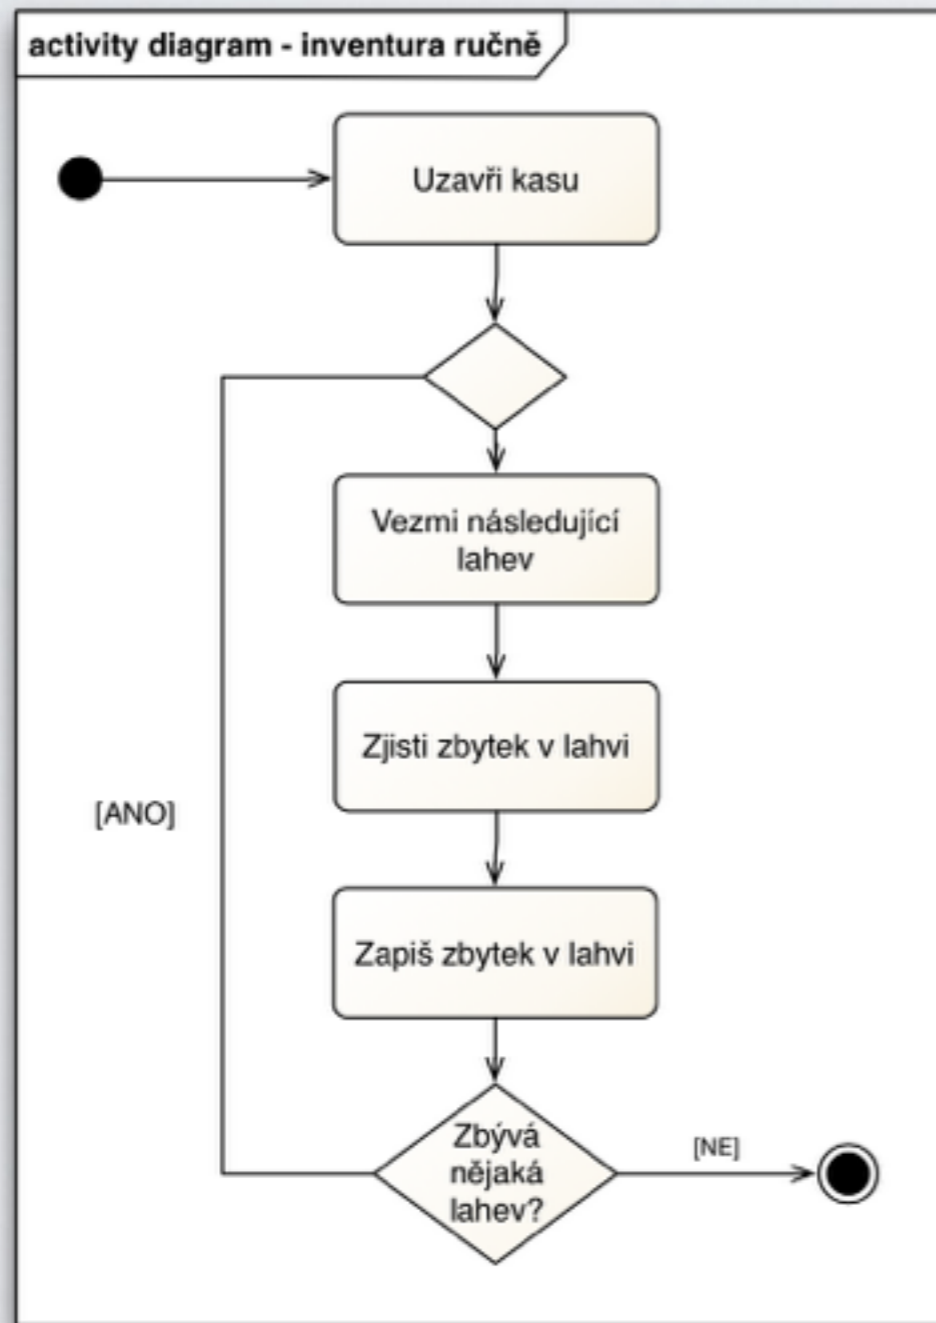 activity diagram - inventura ručně
Uzavři kasu
Vezmi následující
lahev
Zjisti zbytek v lahvi
[ANO]
Zapiš zbytek v lahvi
Zbývá
nějaká
lahev?
[NE]